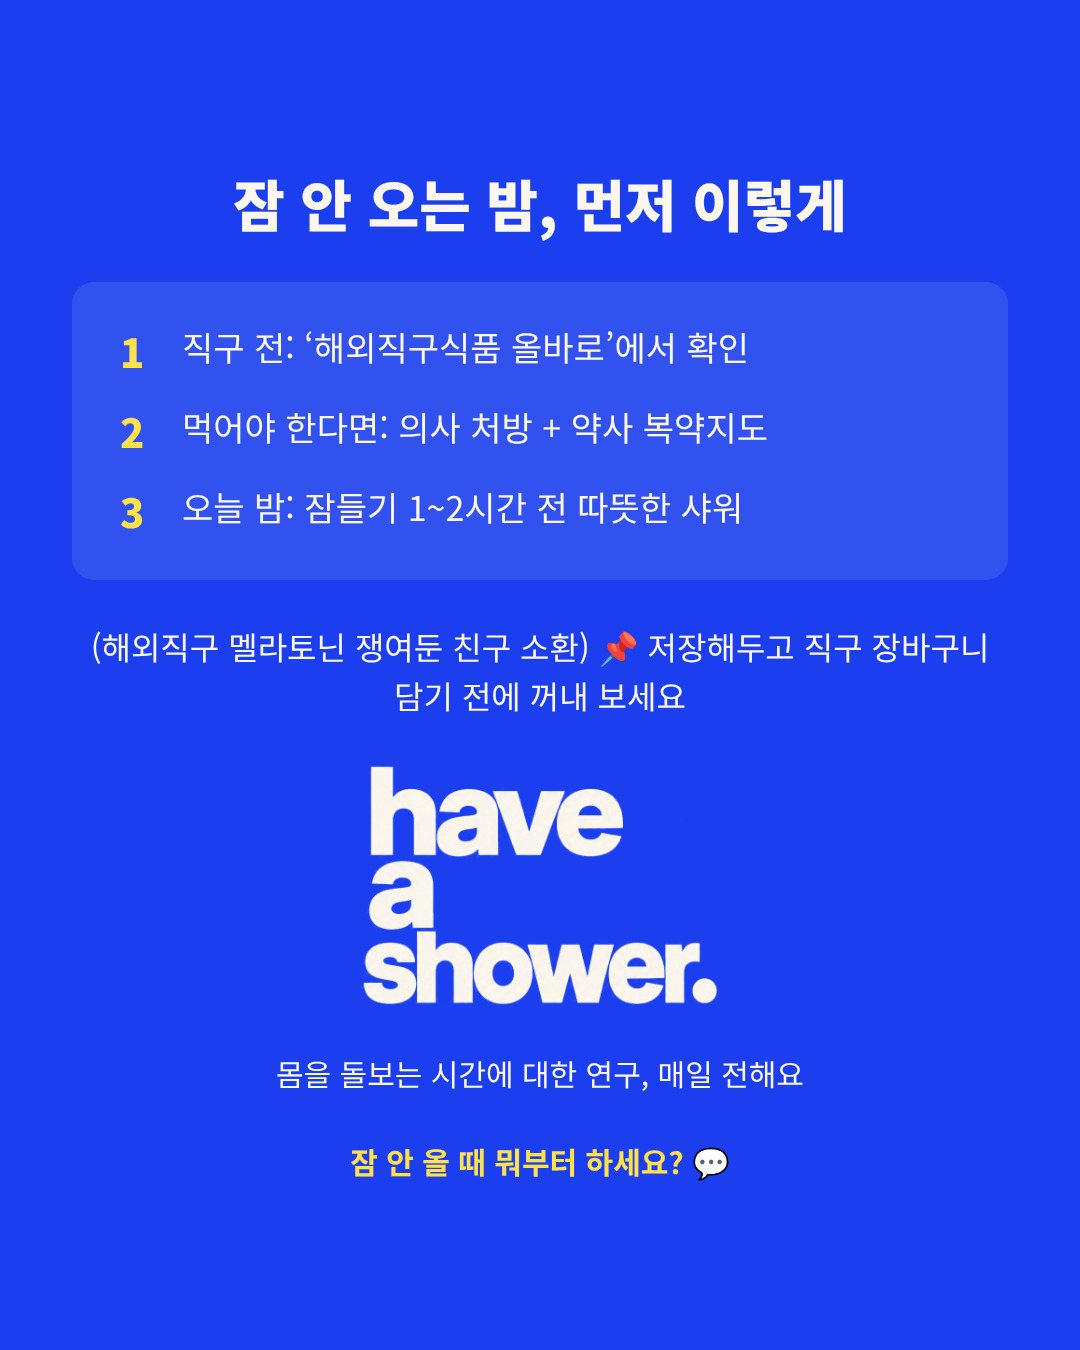 잠 안 오는 밤, 먼저 이렇게
1 직구 전: ‘해외직구식품 올바로’에서 확인
2 먹어야 한다면: 의사 처방 + 약사 복약지도
3 오늘 밤: 잠들기 1~2시간 전 따뜻한 샤워
(해외직구 멜라토닌 쟁여둔 친구 소환) 📌 저장해두고 직구 장바구니
담기 전에 꺼내 보세요
have
a
shower.
몸을 돌보는 시간에 대한 연구, 매일 전해요
잠 안 올 때 뭐부터 하세요? 💬